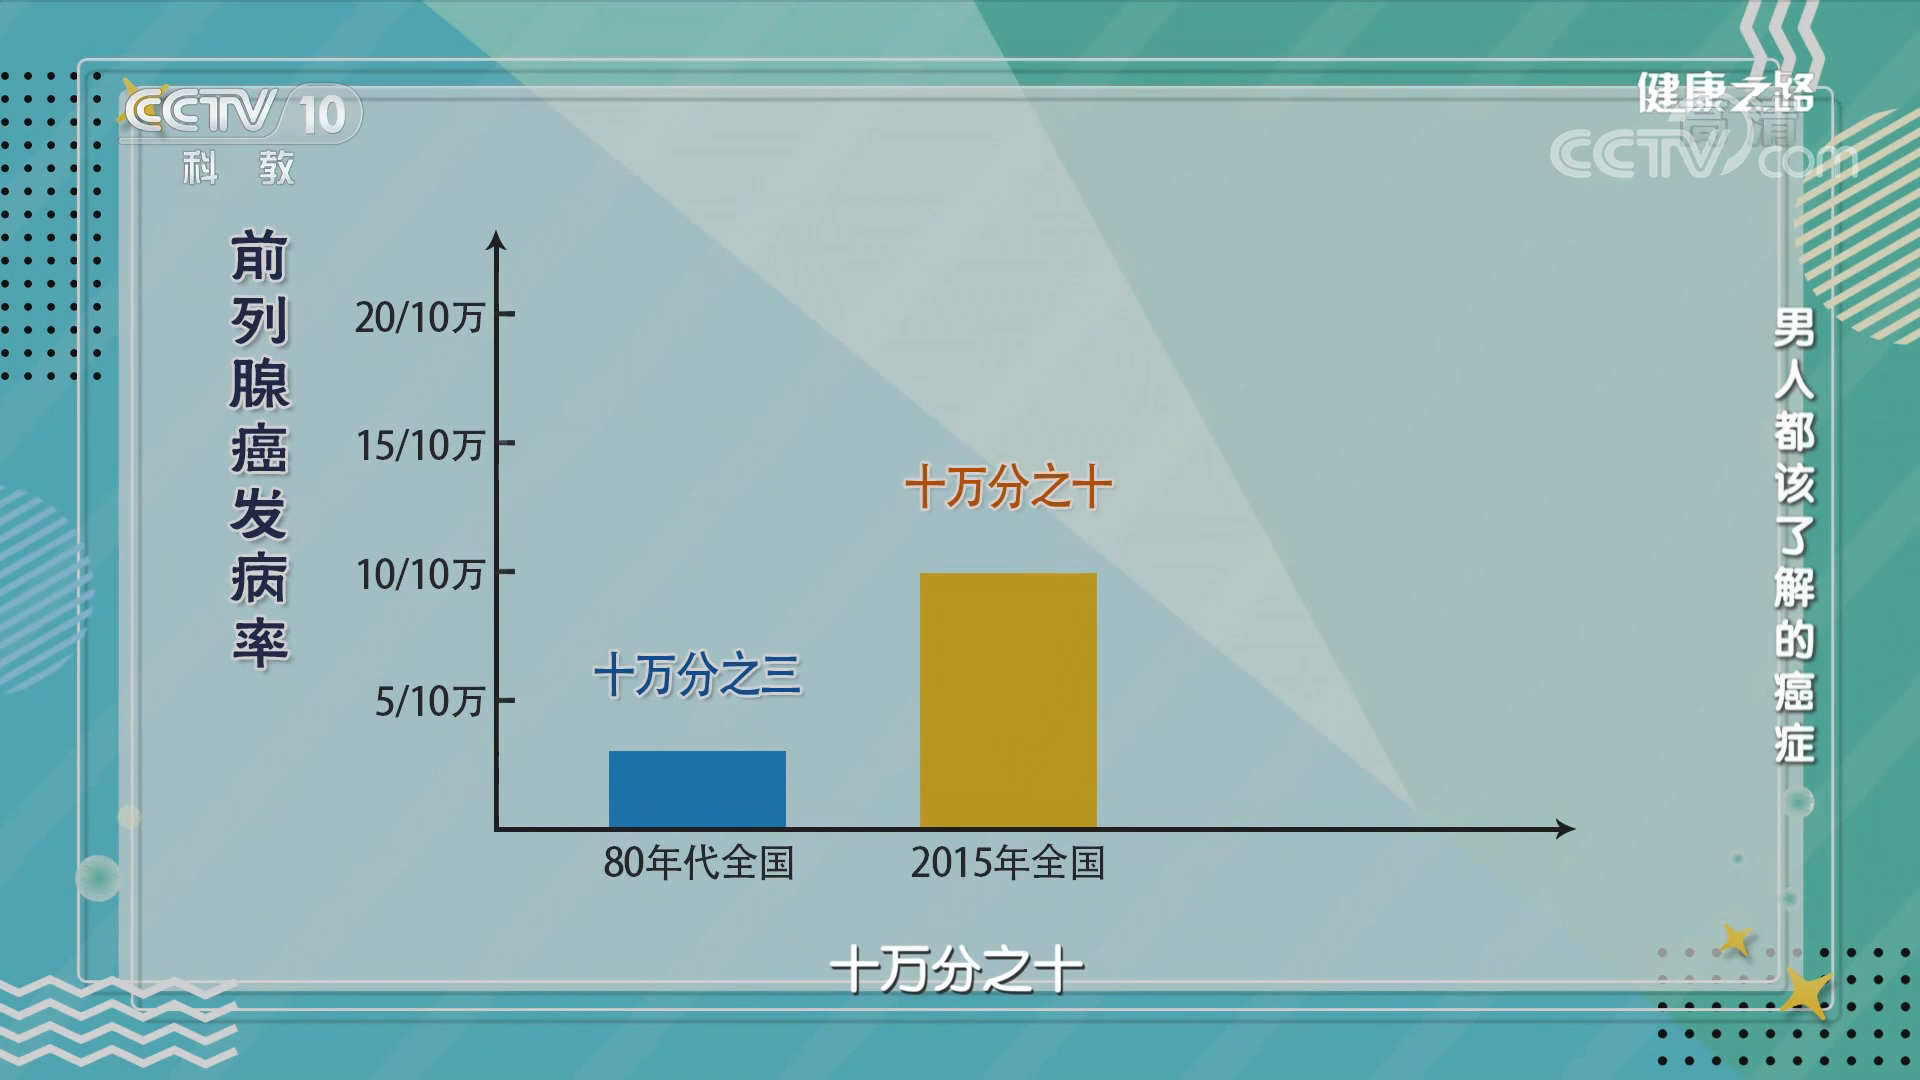 CCTV 10
科 教
健康之路
高清
CCTV.com
前列腺癌发病率
20/10万
15/10万
10/10万
5/10万
十万分之三
十万分之十
80年代全国
2015年全国
男人都该了解的癌症
十万分之十